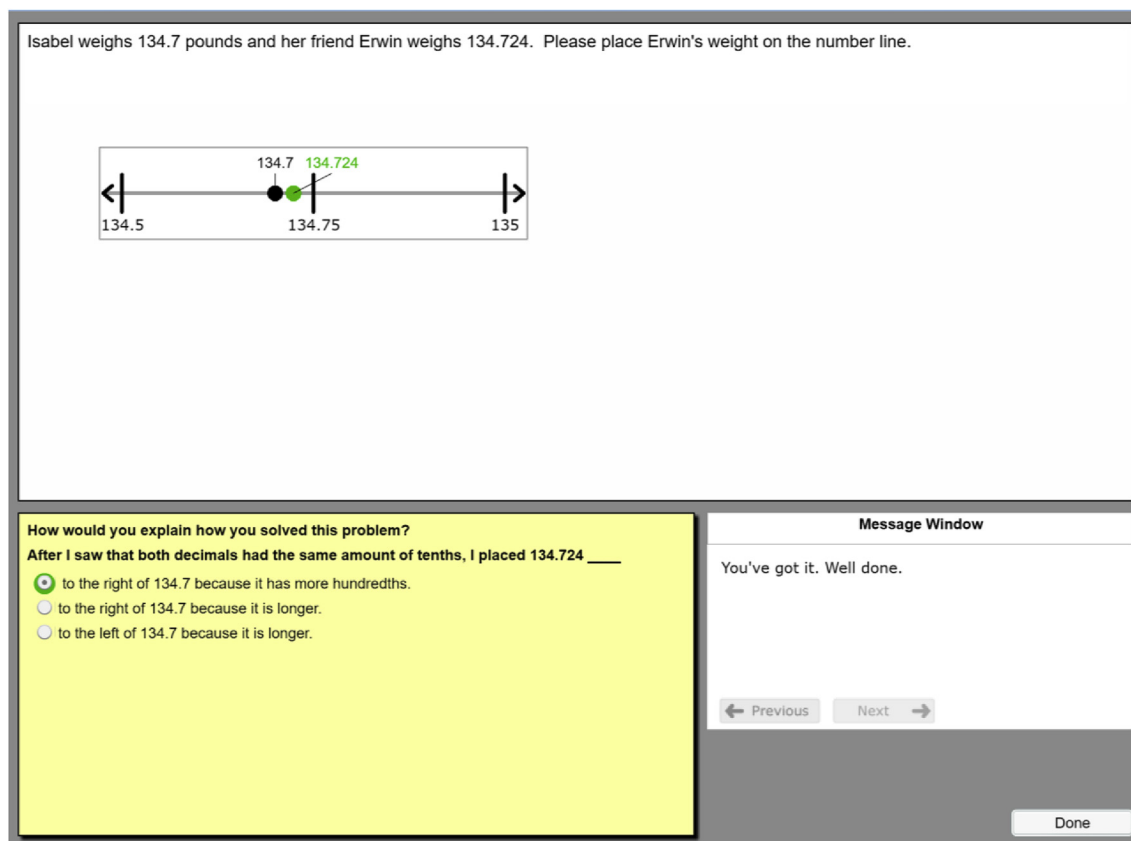 Isabel weighs 134.7 pounds and her friend Erwin weighs 134.724.  Please place Erwin's weight on the number line.
134.7 134.724
134.5 134.75 135
How would you explain how you solved this problem?
After I saw that both decimals had the same amount of tenths, I placed 134.724 ____
to the right of 134.7 because it has more hundredths.
to the right of 134.7 because it is longer.
to the left of 134.7 because it is longer.
Message Window
You've got it. Well done.
Previous Next
Done